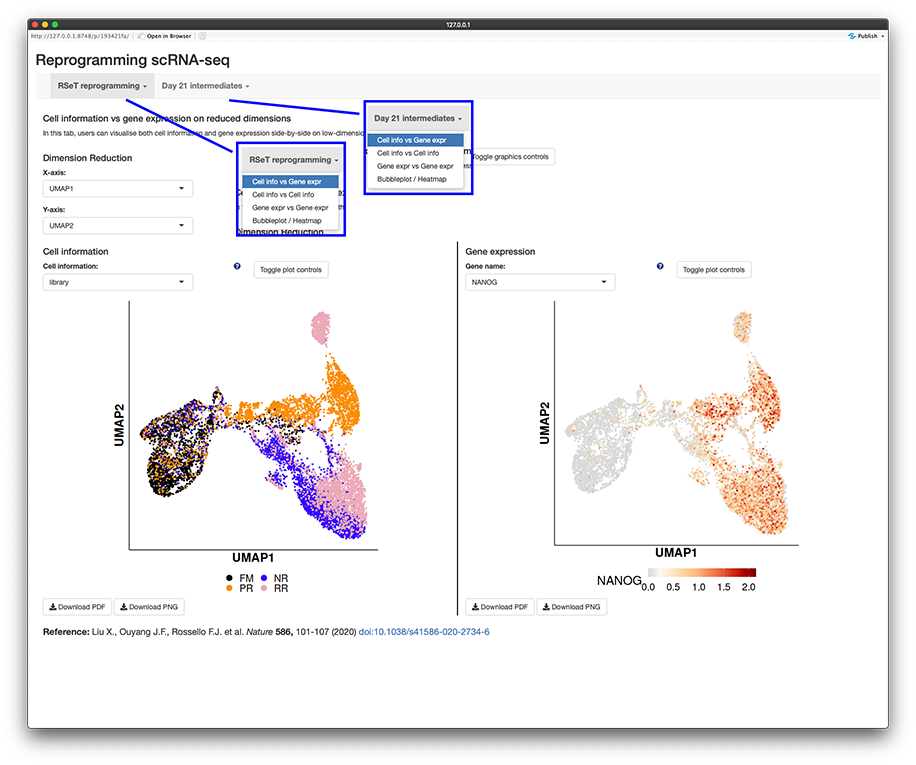 127.0.0.1
http://127.0.0.1:8748/p/193421fa/ Open in Browser Publish
Reprogramming scRNA-seq
RSeT reprogramming Day 21 intermediates
Cell information vs gene expression on reduced dimensions
In this tab, users can visualise both cell information and gene expression side-by-side on low-dimensio
Day 21 intermediates
Cell info vs Gene expr
Cell info vs Cell info
Gene expr vs Gene expr
Bubbleplot / Heatmap
Toggle graphics controls
RSeT reprogramming
Cell info vs Gene expr
Cell info vs Cell info
Gene expr vs Gene expr
Bubbleplot / Heatmap
Dimension Reduction
Dimension Reduction
X-axis:
UMAP1
Y-axis:
UMAP2
Cell information
Cell information:
library
Toggle plot controls
UMAP2
UMAP1
FM NR
PR RR
Download PDF Download PNG
Gene expression
Gene name:
NANOG
Toggle plot controls
UMAP2
UMAP1
NANOG
0.0 0.5 1.0 1.5 2.0
Download PDF Download PNG
Reference: Liu X., Ouyang J.F., Rossello F.J. et al. Nature 586, 101-107 (2020) doi:10.1038/s41586-020-2734-6